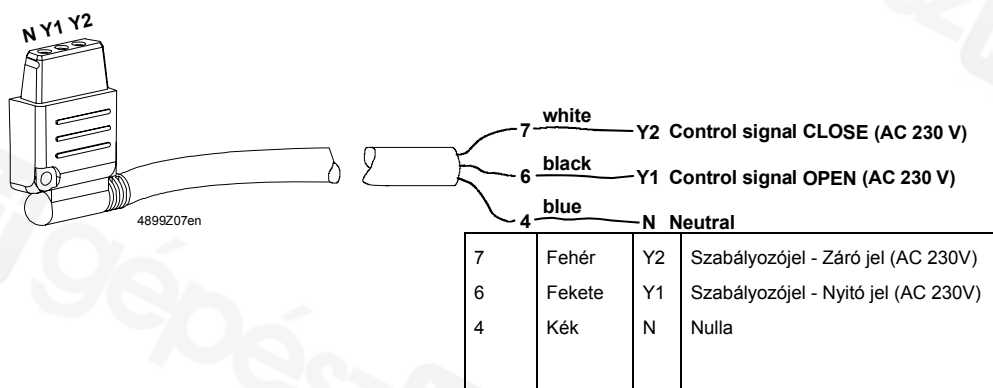 N Y1 Y2
white
7 Y2 Control signal CLOSE (AC 230 V)
black
6 Y1 Control signal OPEN (AC 230 V)
blue
4 N Neutral
4899Z07en
7 Fehér Y2 Szabályozójel - Záró jel (AC 230V)
6 Fekete Y1 Szabályozójel - Nyitó jel (AC 230V)
4 Kék N Nulla
gépés